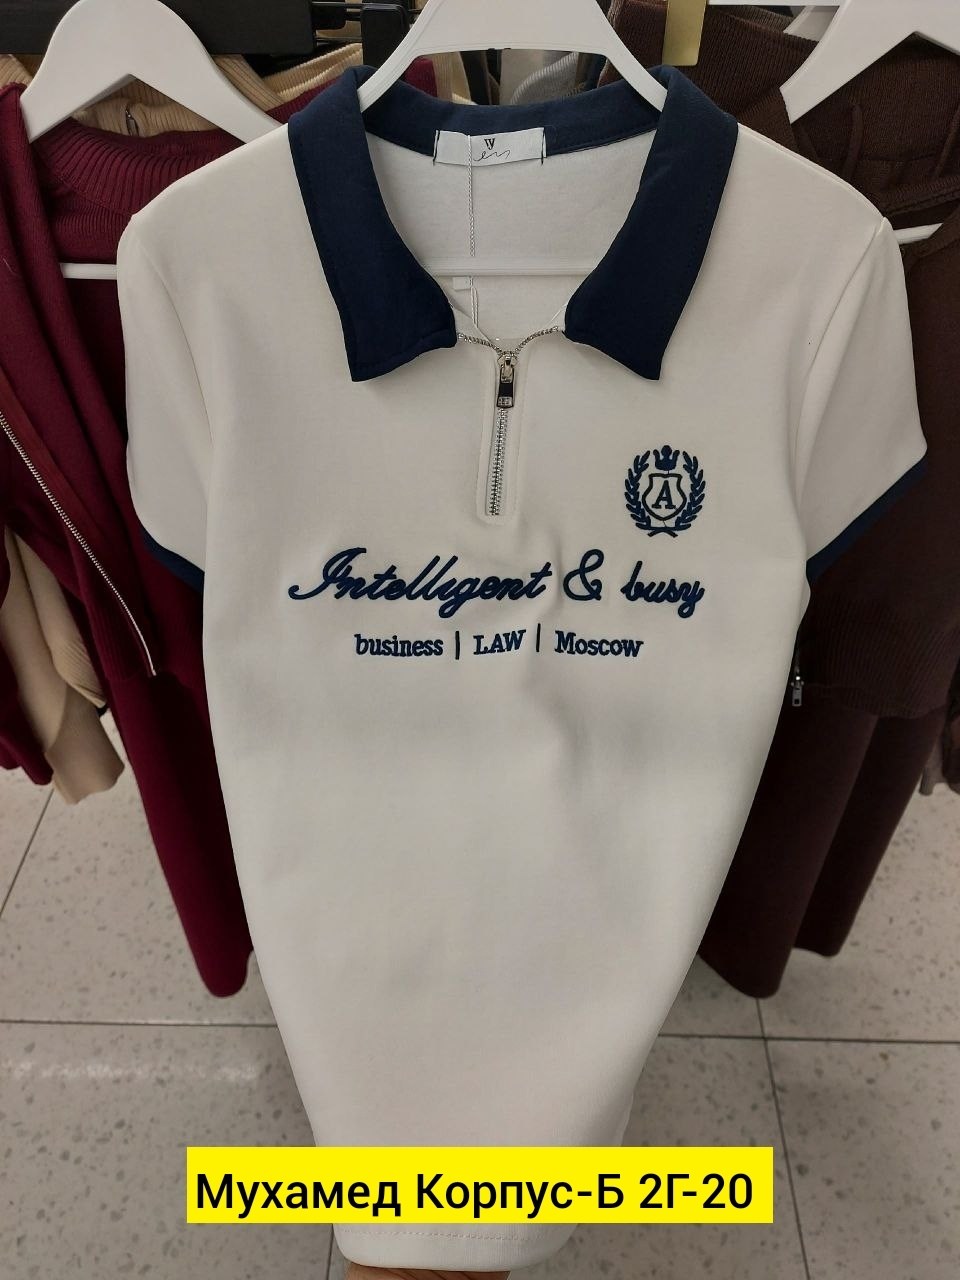 A
Intelligent & busy
business | LAW | Moscow
Мухамед Корпус-Б 2Г-20